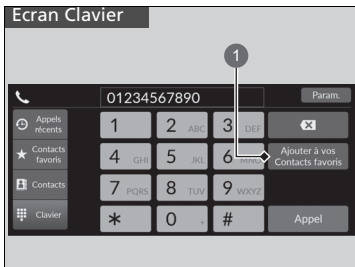 Ecran Clavier
1
01234567890
Param.
Appels
récents
1
2 ABC
3 DEF
Contacts
favoris
4 GHI
5 JKL
6 MNO
Ajouter à vos
Contacts favoris
Contacts
7 PQRS
8 TUV
9 WXYZ
Clavier
*
0 +
#
Appel